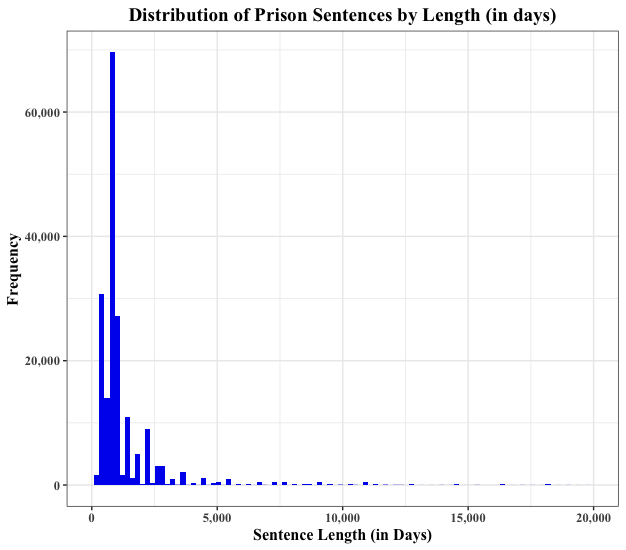 Distribution of Prison Sentences by Length (in days)
60,000
40,000
20,000
0
Frequency
0 5,000 10,000 15,000 20,000
Sentence Length (in Days)